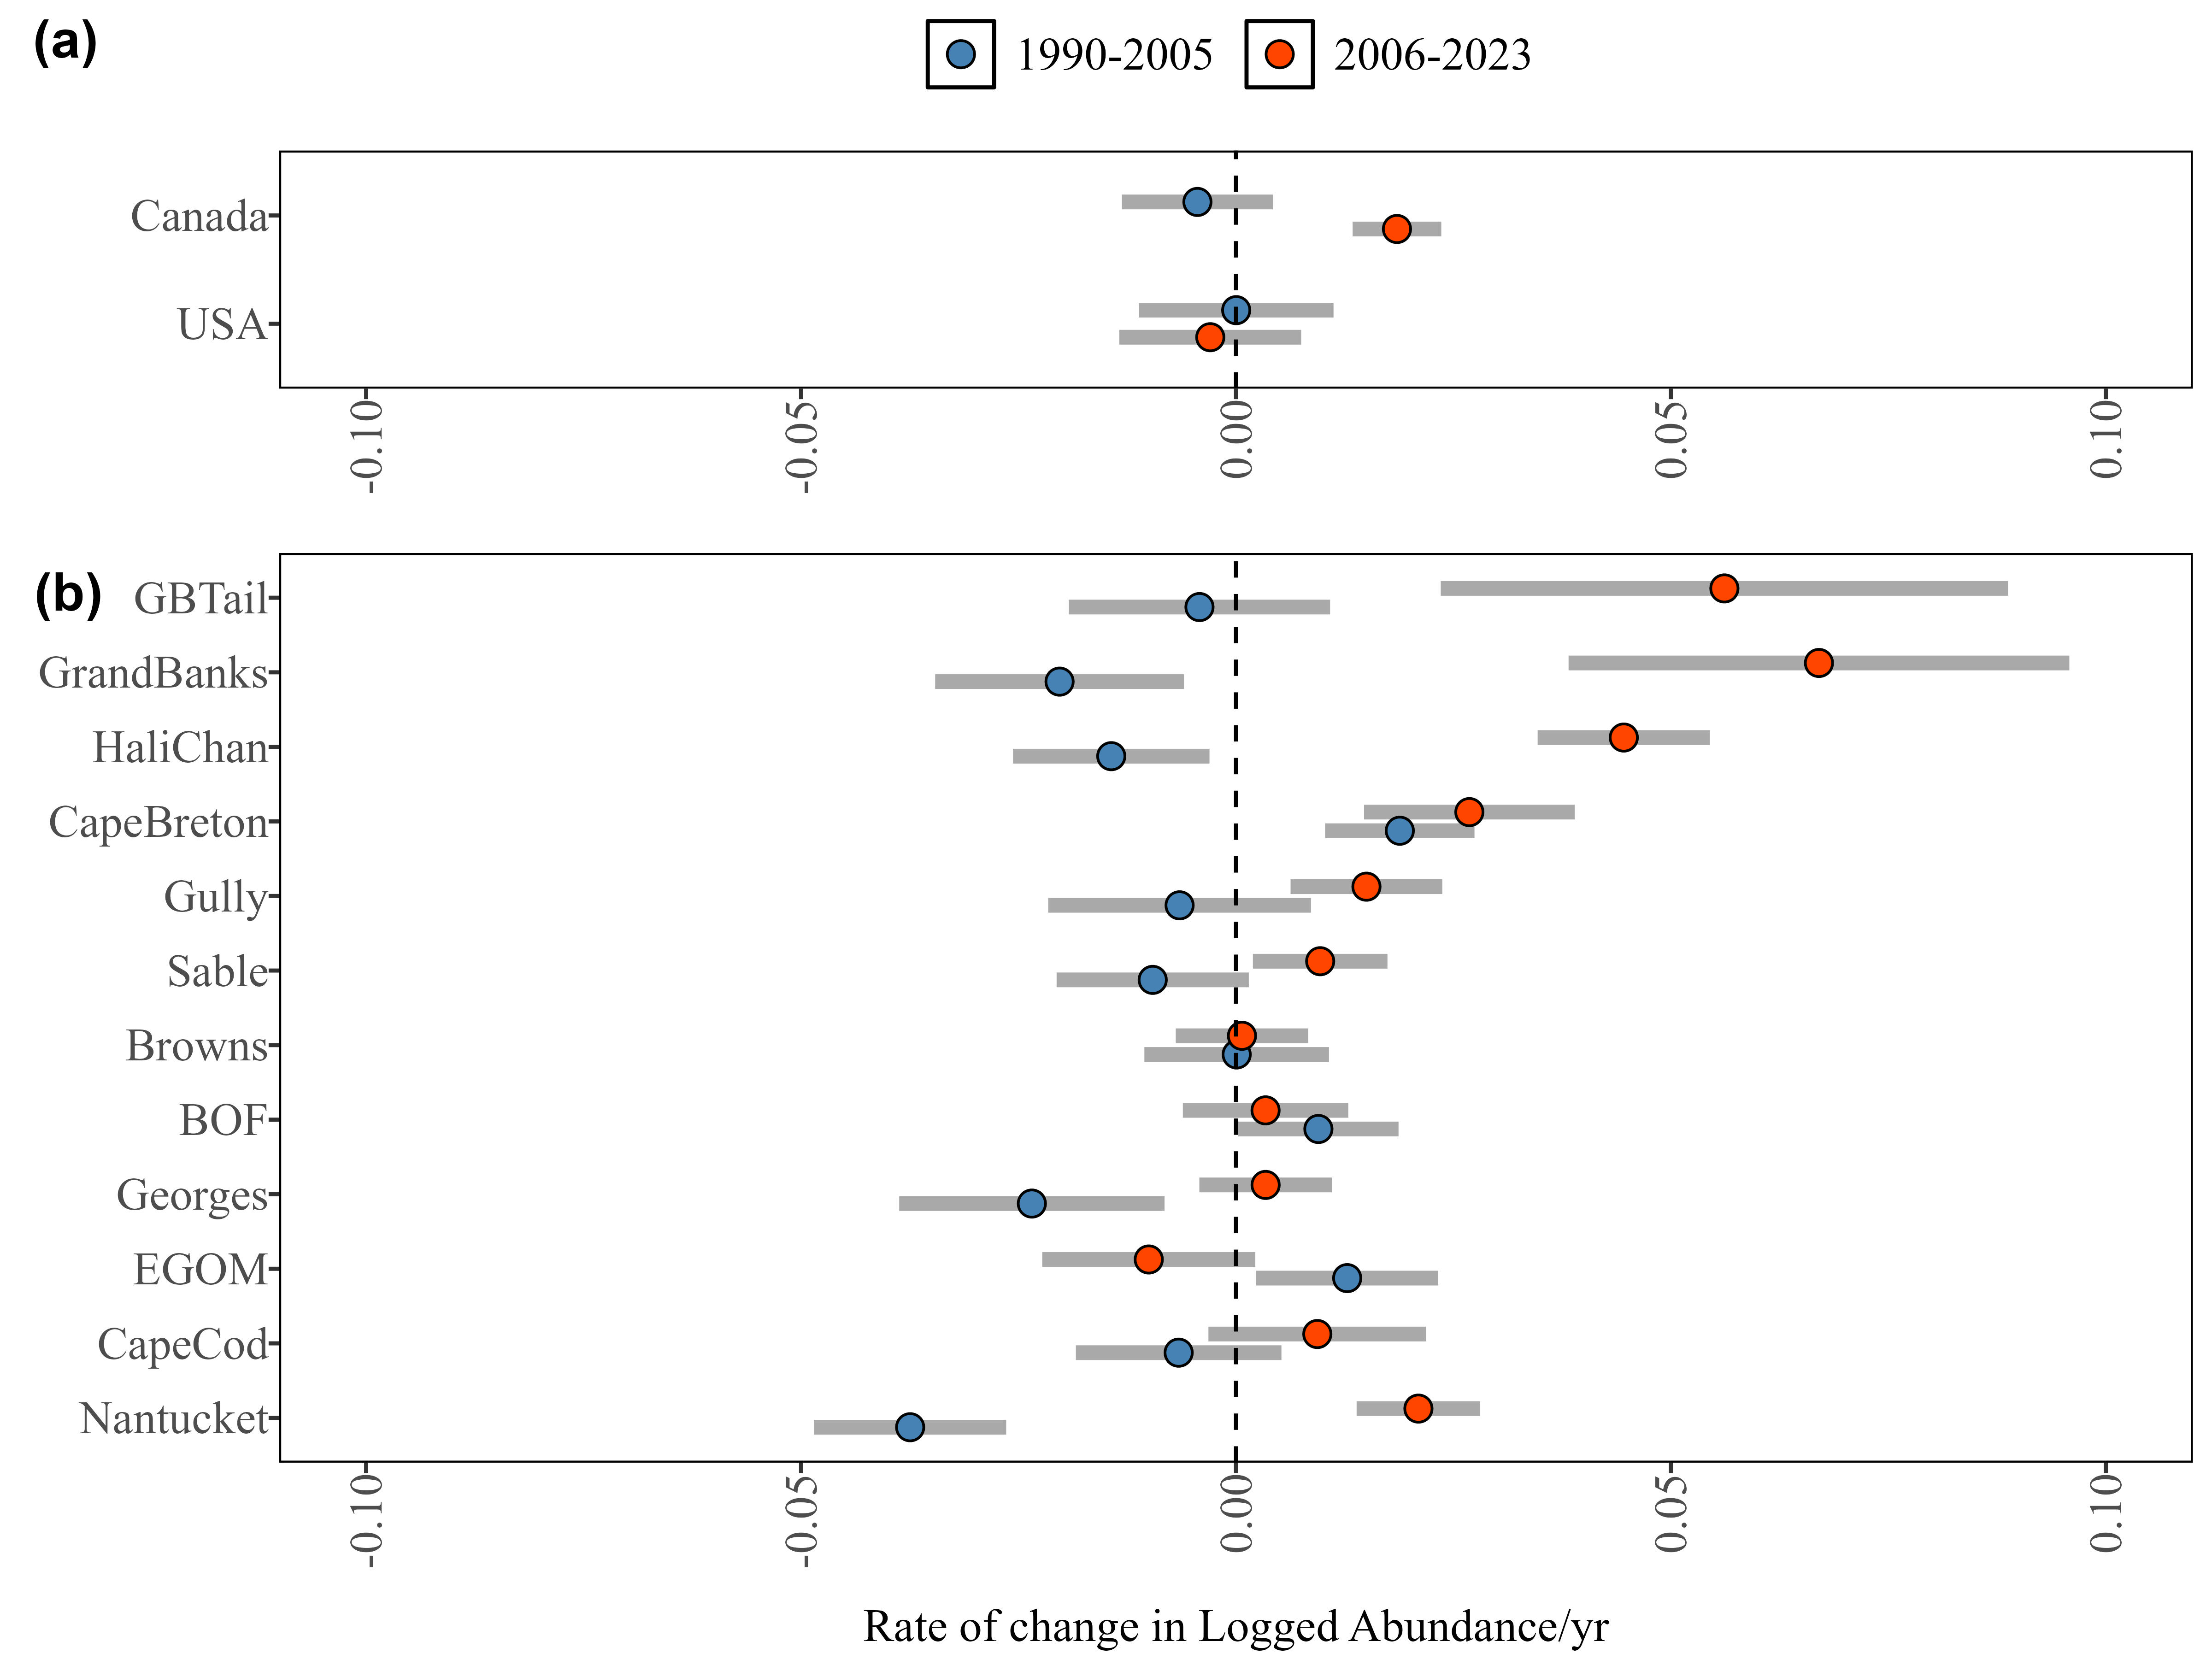 (a)
1990-2005 2006-2023
Canada
USA
-0.10 -0.05 0.00 0.05 0.10
(b)
GBTail
GrandBanks
HaliChan
CapeBreton
Gully
Sable
Browns
BOF
Georges
EGOM
CapeCod
Nantucket
-0.10 -0.05 0.00 0.05 0.10
Rate of change in Logged Abundance/yr